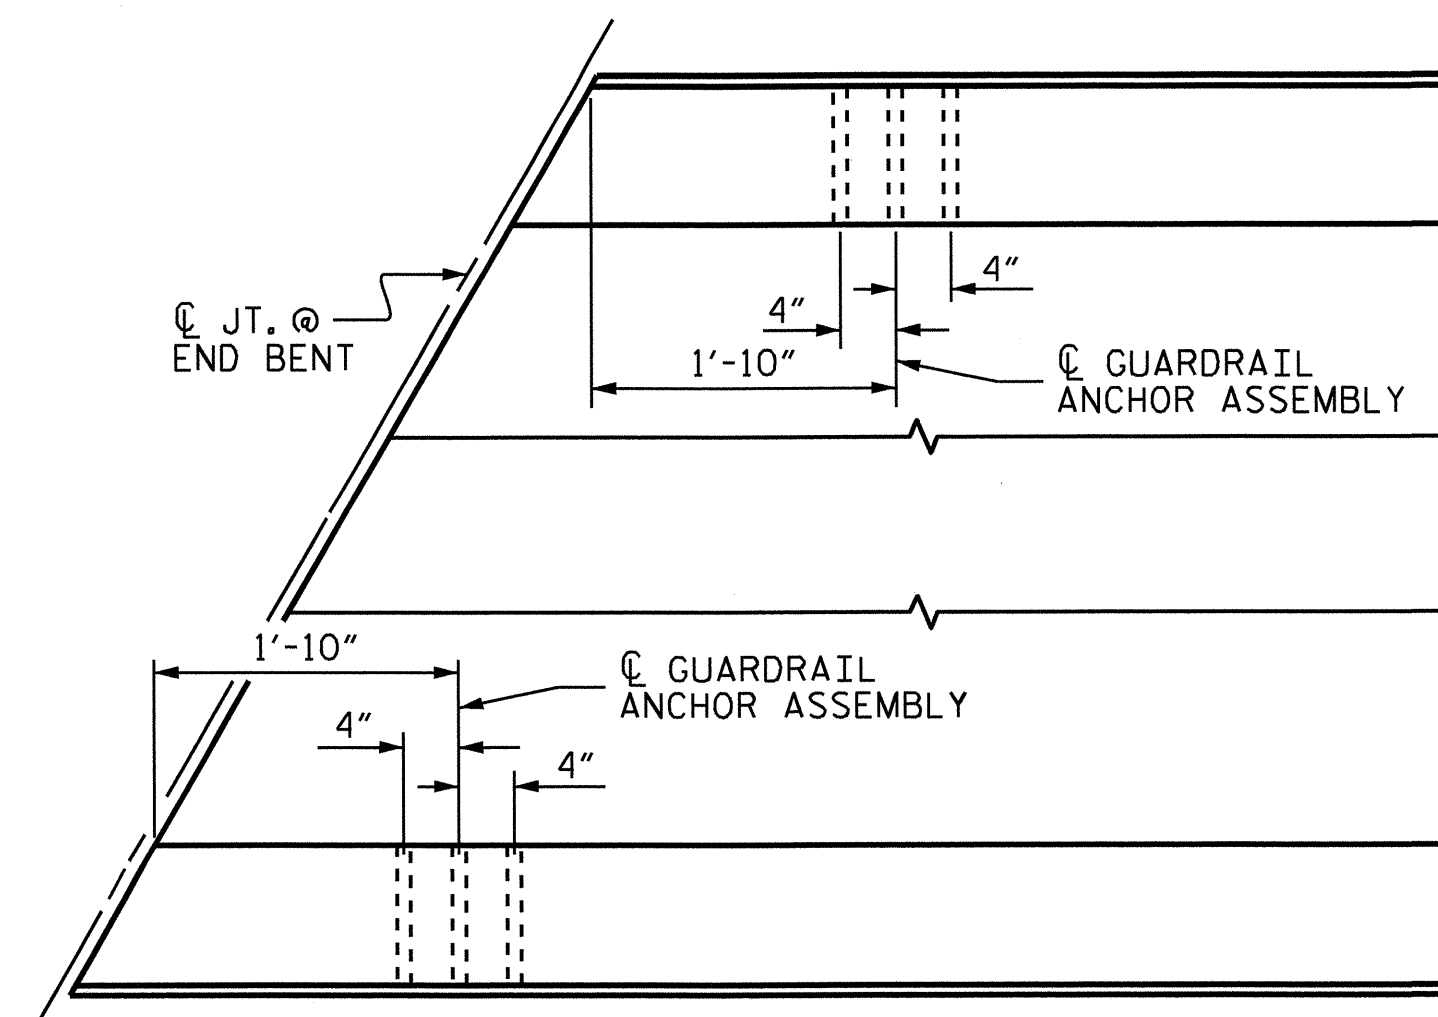 4″
4″
1′-10″
℄ JT. @
END BENT
℄ GUARDRAIL
ANCHOR ASSEMBLY
1′-10″
℄ GUARDRAIL
ANCHOR ASSEMBLY
4″
4″